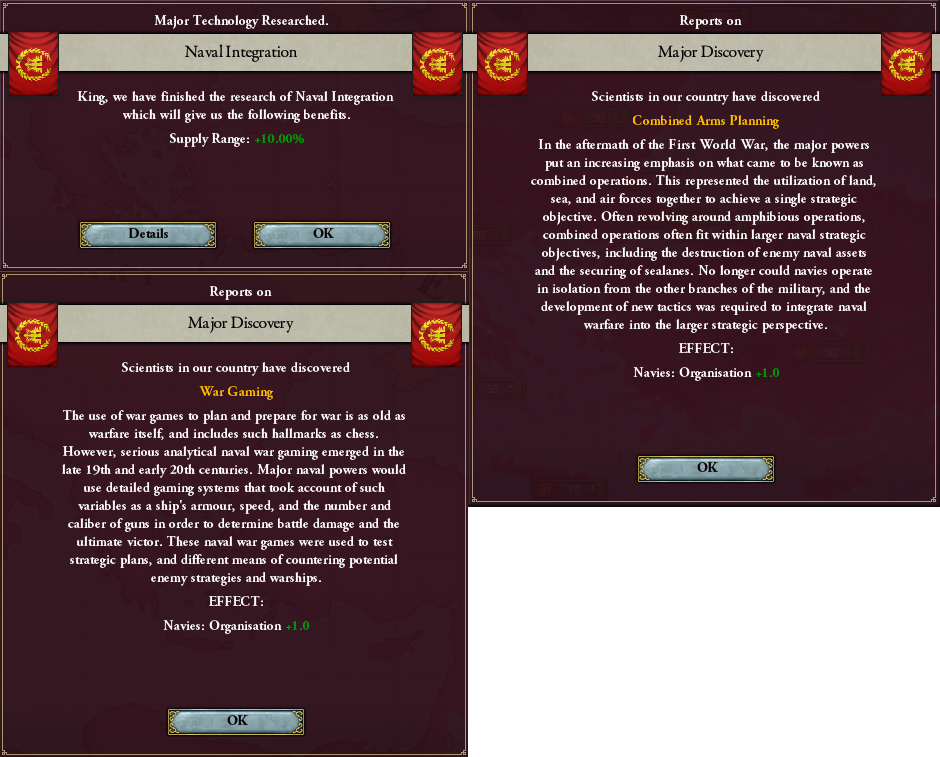 Major Technology Researched.
Naval Integration
King, we have finished the research of Naval Integration
which will give us the following benefits.
Supply Range: +10.00%
Details
OK
Reports on
Major Discovery
Scientists in our country have discovered
War Gaming
The use of war games to plan and prepare for war is as old as
warfare itself, and includes such hallmarks as chess.
However, serious analytical naval war gaming emerged in the
late 19th and early 20th centuries. Major naval powers would
use detailed gaming systems that took account of such
variables as a ship's armour, speed, and the number and
caliber of guns in order to determine battle damage and the
ultimate victor. These naval war games were used to test
strategic plans, and different means of countering potential
enemy strategies and warships.
EFFECT:
Navies: Organisation +1.0
OK
Reports on
Major Discovery
Scientists in our country have discovered
Combined Arms Planning
In the aftermath of the First World War, the major powers
put an increasing emphasis on what came to be known as
combined operations. This represented the utilization of land,
sea, and air forces together to achieve a single strategic
objective. Often revolving around amphibious operations,
combined operations often fit within larger naval strategic
objectives, including the destruction of enemy naval assets
and the securing of sealanes. No longer could navies operate
in isolation from the other branches of the military, and the
development of new tactics was required to integrate naval
warfare into the larger strategic perspective.
EFFECT:
Navies: Organisation +1.0
OK